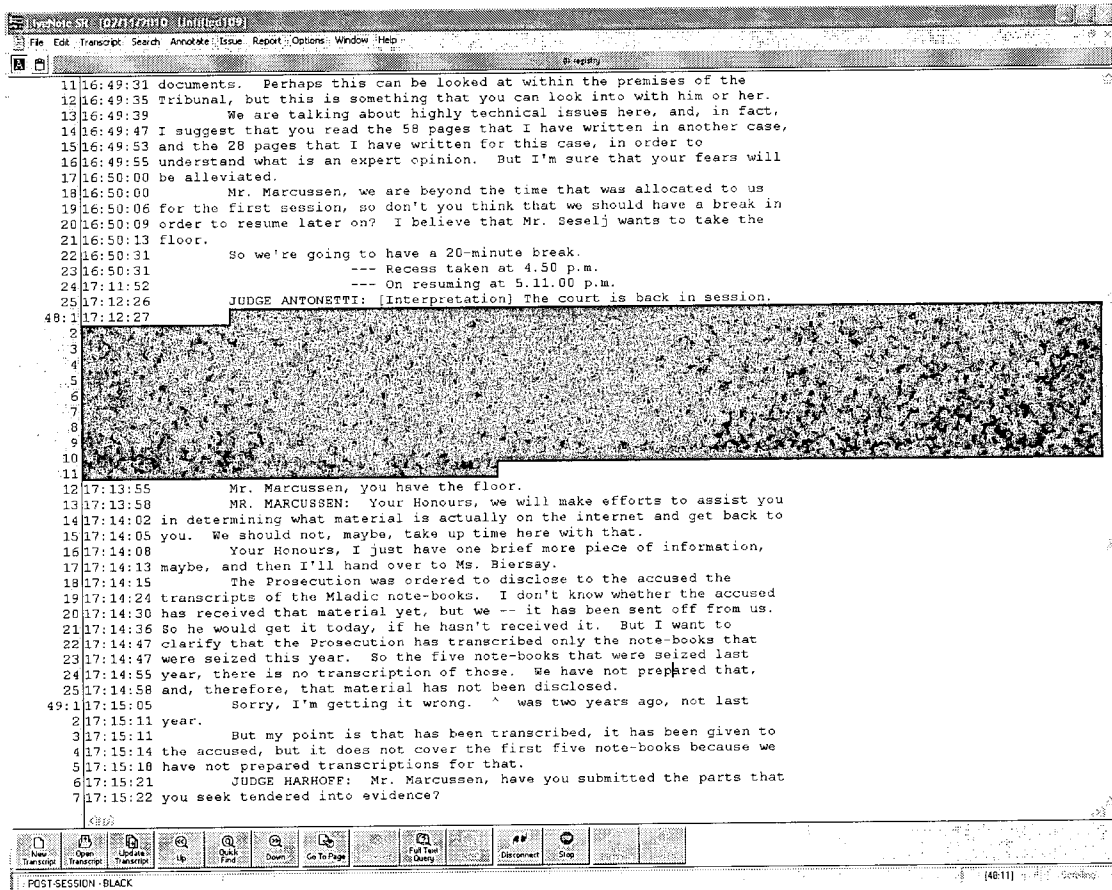 LiveNote SR - [02/11/2010 - Untitled109]
File Edit Transcript Search Annotate Issue Report Options Window Help
registry
11 16:49:31 documents. Perhaps this can be looked at within the premises of the
12 16:49:35 Tribunal, but this is something that you can look into with him or her.
13 16:49:39 We are talking about highly technical issues here, and, in fact,
14 16:49:47 I suggest that you read the 58 pages that I have written in another case,
15 16:49:53 and the 28 pages that I have written for this case, in order to
16 16:49:55 understand what is an expert opinion. But I'm sure that your fears will
17 16:50:00 be alleviated.
18 16:50:00 Mr. Marcussen, we are beyond the time that was allocated to us
19 16:50:06 for the first session, so don't you think that we should have a break in
20 16:50:09 order to resume later on? I believe that Mr. Seselj wants to take the
21 16:50:13 floor.
22 16:50:31 So we're going to have a 20-minute break.
23 16:50:31 --- Recess taken at 4.50 p.m.
24 17:11:52 --- On resuming at 5.11.00 p.m.
25 17:12:26 JUDGE ANTONETTI: [Interpretation] The court is back in session.
48:1 17:12:27
2
3
4
5
6
7
8
9
10
11
12 17:13:55 Mr. Marcussen, you have the floor.
13 17:13:58 MR. MARCUSSEN: Your Honours, we will make efforts to assist you
14 17:14:02 in determining what material is actually on the internet and get back to
15 17:14:05 you. We should not, maybe, take up time here with that.
16 17:14:08 Your Honours, I just have one brief more piece of information,
17 17:14:13 maybe, and then I'll hand over to Ms. Biersay.
18 17:14:15 The Prosecution was ordered to disclose to the accused the
19 17:14:24 transcripts of the Mladic note-books. I don't know whether the accused
20 17:14:30 has received that material yet, but we -- it has been sent off from us.
21 17:14:36 So he would get it today, if he hasn't received it. But I want to
22 17:14:47 clarify that the Prosecution has transcribed only the note-books that
23 17:14:47 were seized this year. So the five note-books that were seized last
24 17:14:55 year, there is no transcription of those. We have not prepared that,
25 17:14:58 and, therefore, that material has not been disclosed.
49:1 17:15:05 Sorry, I'm getting it wrong. ^ was two years ago, not last
2 17:15:11 year.
3 17:15:11 But my point is that has been transcribed, it has been given to
4 17:15:14 the accused, but it does not cover the first five note-books because we
5 17:15:18 have not prepared transcriptions for that.
6 17:15:21 JUDGE HARHOFF: Mr. Marcussen, have you submitted the parts that
7 17:15:22 you seek tendered into evidence?
New Transcript Open Transcript Update Transcript Up Quick Find Down Go To Page Full Text Query Disconnect Stop
POST-SESSION - BLACK [48:11] Scrolling